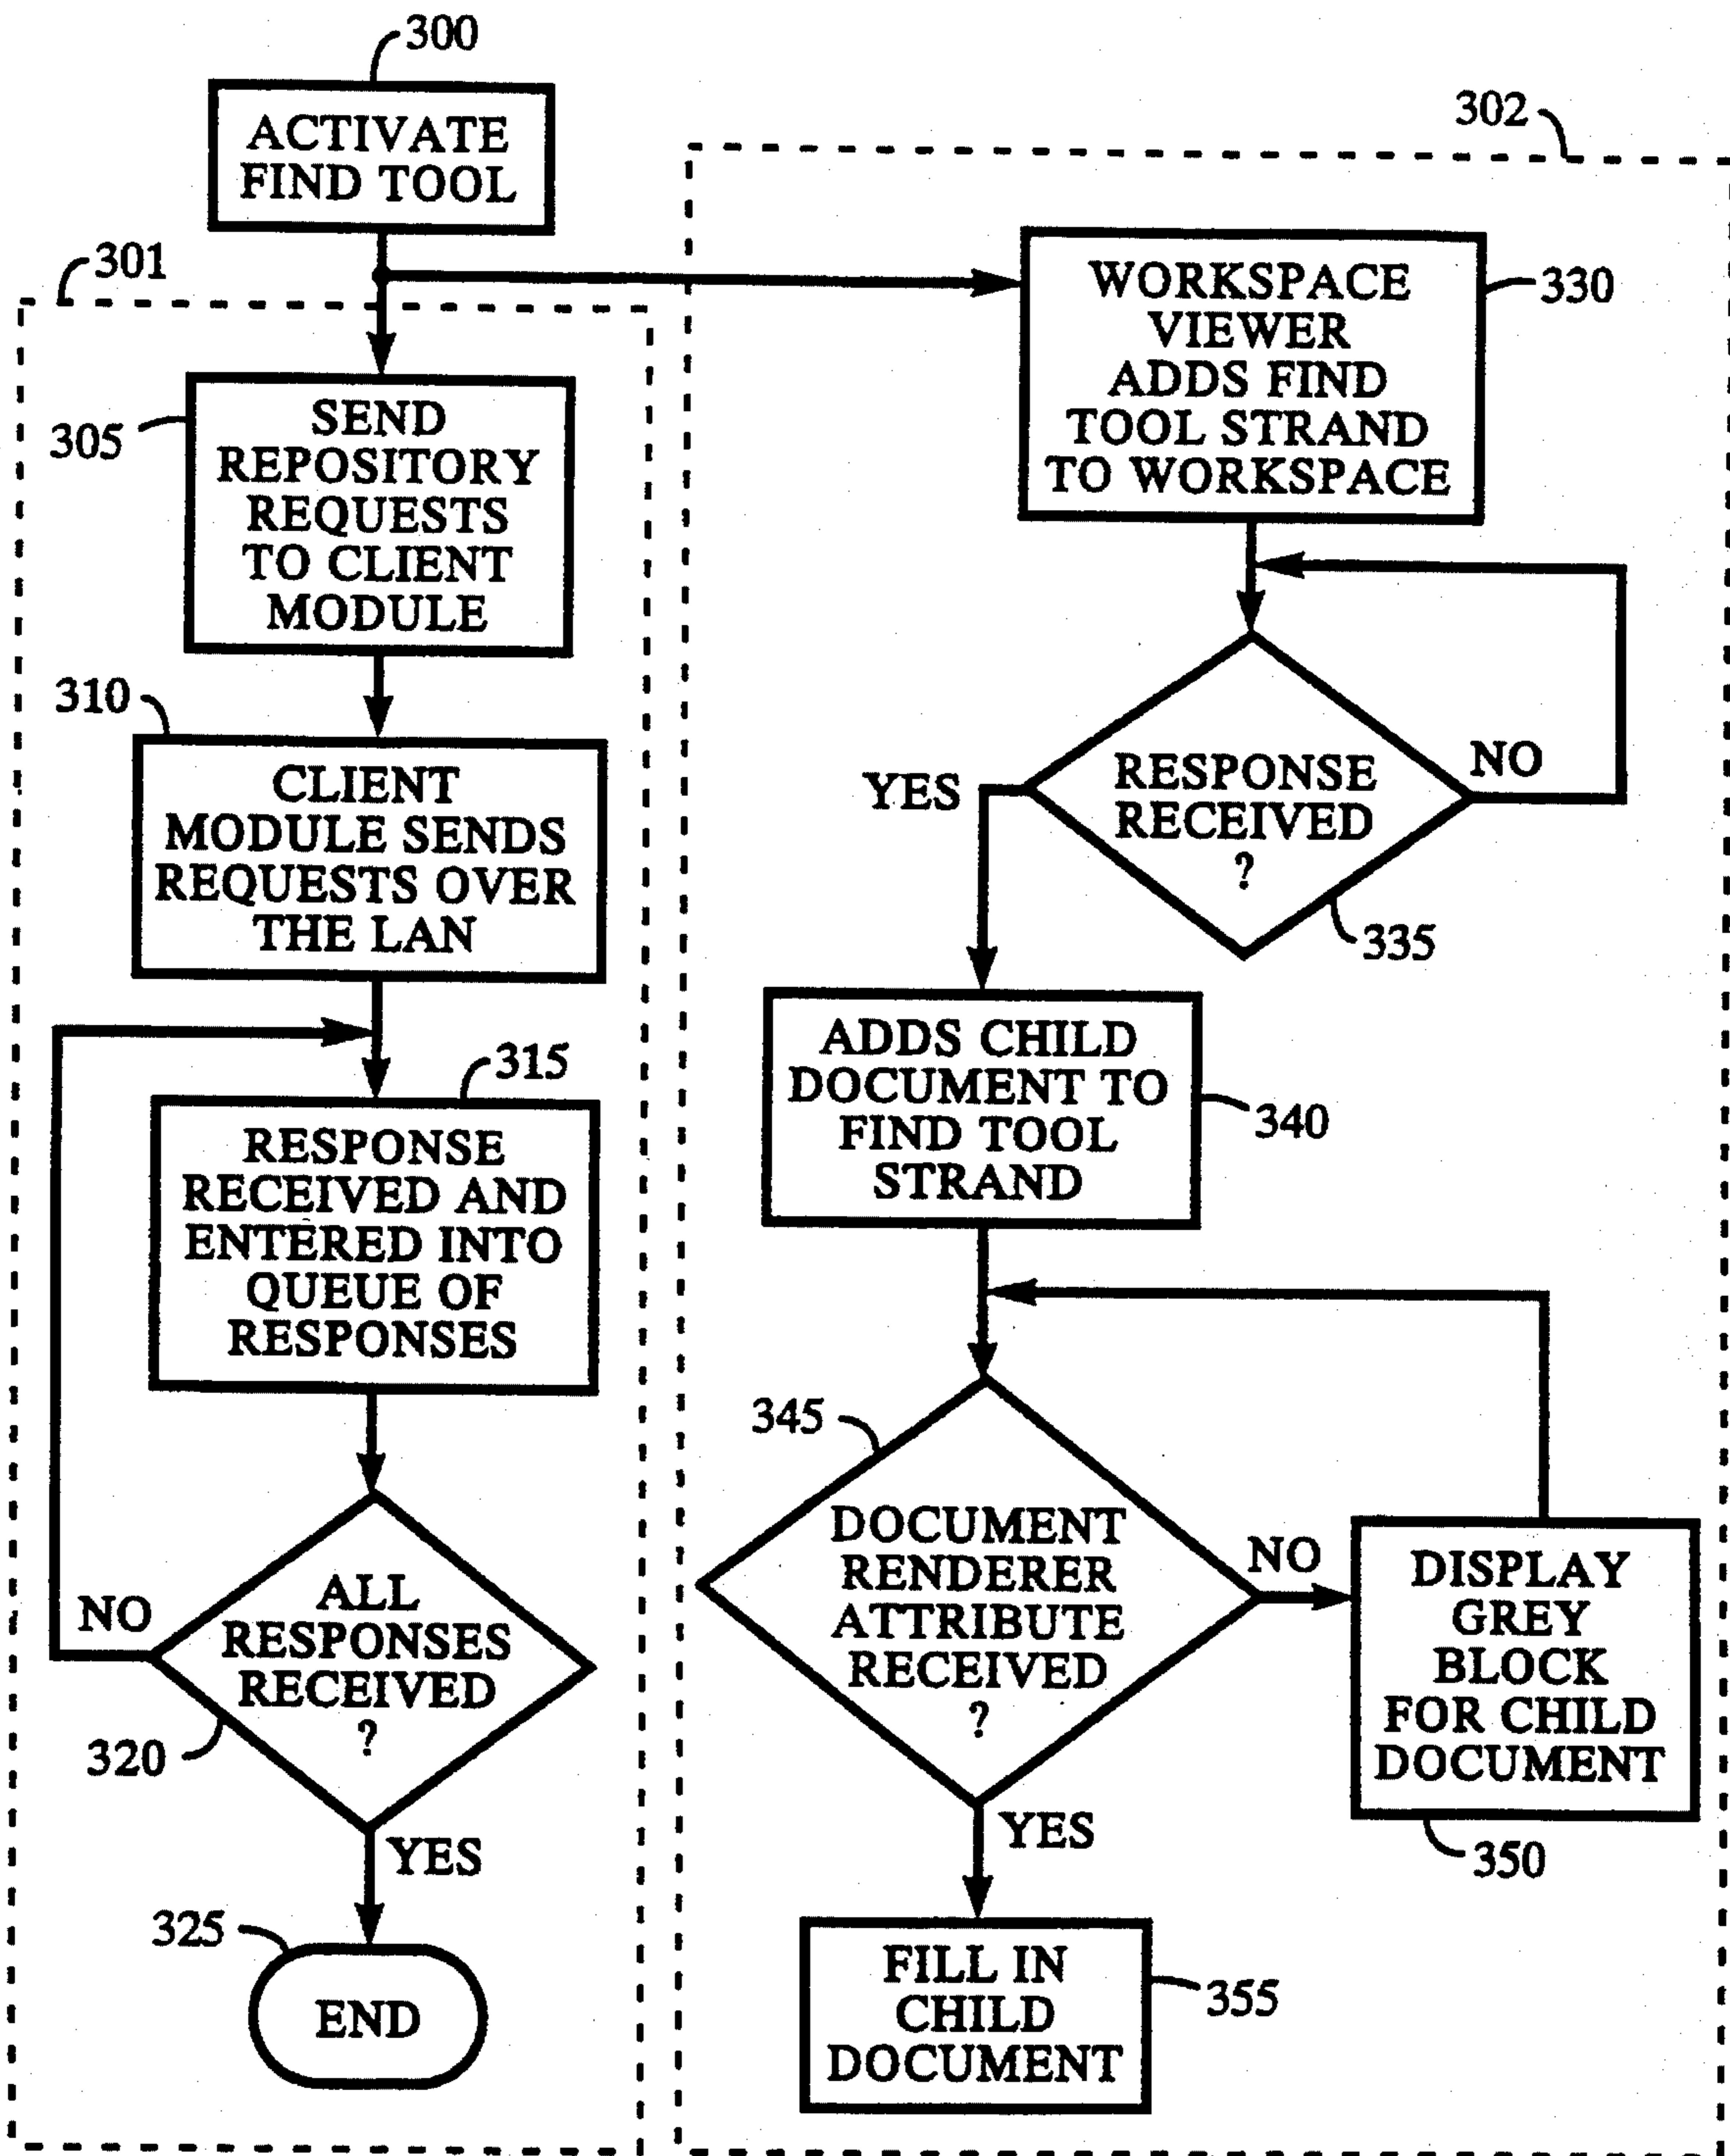 300
ACTIVATE
FIND TOOL
301
305
SEND
REPOSITORY
REQUESTS
TO CLIENT
MODULE
310
CLIENT
MODULE SENDS
REQUESTS OVER
THE LAN
315
RESPONSE
RECEIVED AND
ENTERED INTO
QUEUE OF
RESPONSES
NO
ALL
RESPONSES
RECEIVED
?
320
YES
325
END
302
WORKSPACE
VIEWER
ADDS FIND
TOOL STRAND
TO WORKSPACE
330
YES
RESPONSE
RECEIVED
?
NO
335
ADDS CHILD
DOCUMENT TO
FIND TOOL
STRAND
340
345
DOCUMENT
RENDERER
ATTRIBUTE
RECEIVED
?
NO
DISPLAY
GREY
BLOCK
FOR CHILD
DOCUMENT
350
YES
FILL IN
CHILD
DOCUMENT
355